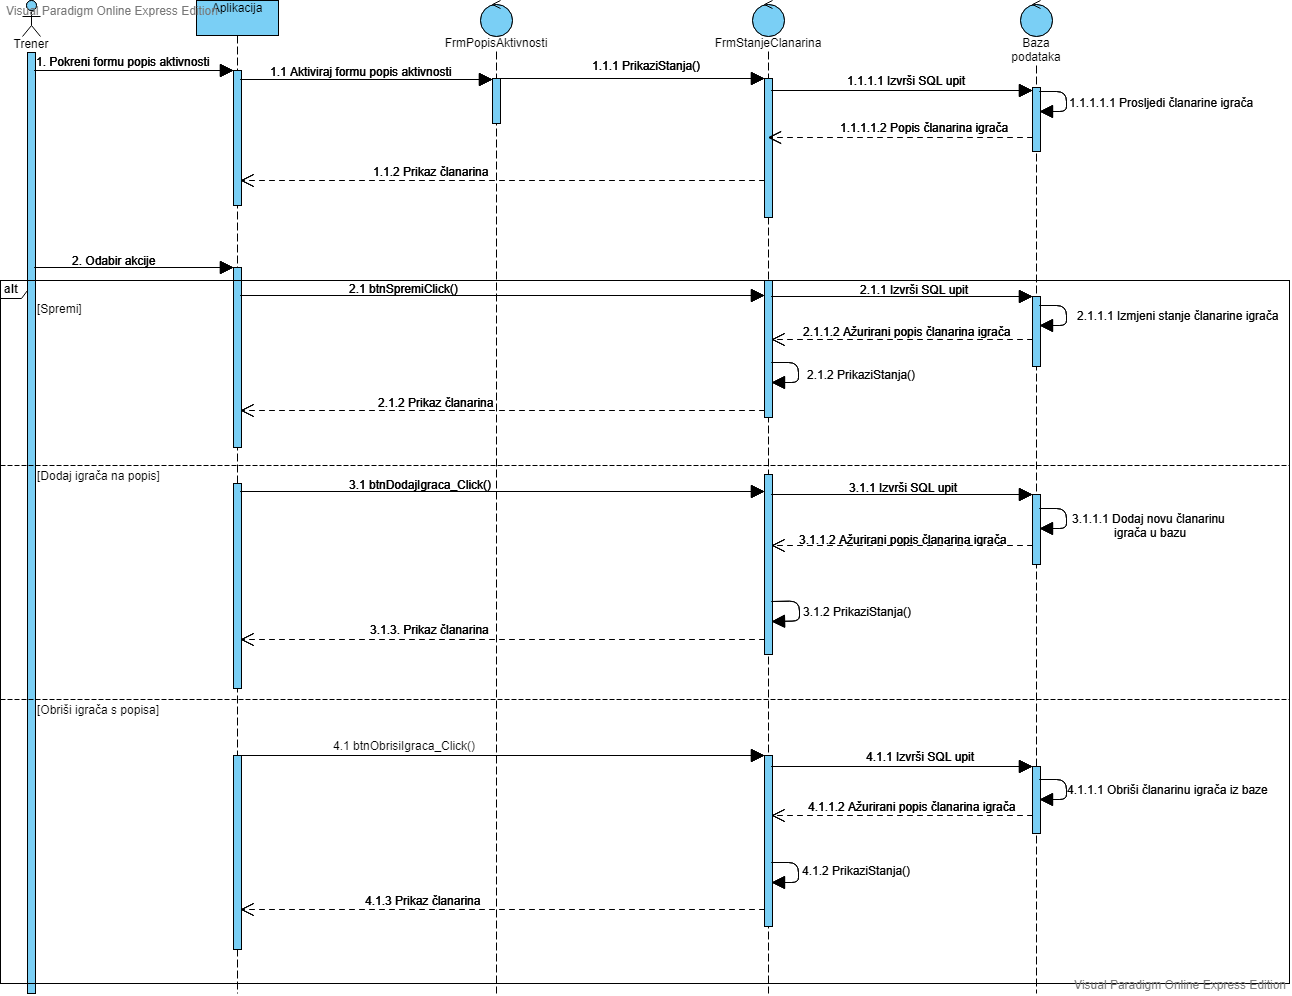 Visual Paradigm Online Express Edition
Aplikacija
Trener
FrmPopisAktivnosti
FrmStanjeClanarina
Baza
podataka
1. Pokreni formu popis aktivnosti
1.1 Aktiviraj formu popis aktivnosti
1.1.1 PrikaziStanja()
1.1.1.1 Izvrši SQL upit
1.1.1.1.1 Prosljedi članarine igrača
1.1.1.1.2 Popis članarina igrača
1.1.2 Prikaz članarina
2. Odabir akcije
alt
[Spremi]
2.1 btnSpremiClick()
2.1.1 Izvrši SQL upit
2.1.1.1 Izmjeni stanje članarine igrača
2.1.1.2 Ažurirani popis članarina igrača
2.1.2 PrikaziStanja()
2.1.2 Prikaz članarina
[Dodaj igrača na popis]
3.1 btnDodajIgraca_Click()
3.1.1 Izvrši SQL upit
3.1.1.1 Dodaj novu članarinu
igrača u bazu
3.1.1.2 Ažurirani popis članarina igrača
3.1.2 PrikaziStanja()
3.1.3. Prikaz članarina
[Obriši igrača s popisa]
4.1 btnObrisiIgraca_Click()
4.1.1 Izvrši SQL upit
4.1.1.1 Obriši članarinu igrača iz baze
4.1.1.2 Ažurirani popis članarina igrača
4.1.2 PrikaziStanja()
4.1.3 Prikaz članarina
Visual Paradigm Online Express Edition